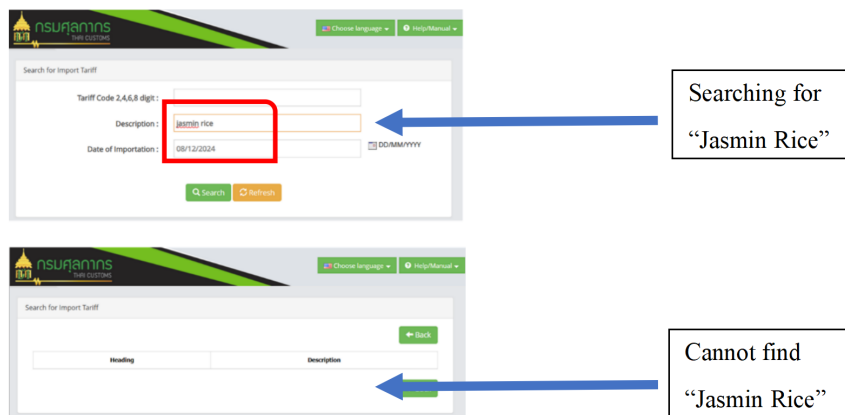 กรมศุลกากร
THAI CUSTOMS
Choose language
Help/Manual
Search for Import Tariff
Tariff Code 2,4,6,8 digit :
Description :
jasmin rice
Date of Importation :
08/12/2024
DD/MM/YYYY
Search
Refresh
Searching for
“Jasmin Rice”
กรมศุลกากร
THAI CUSTOMS
Choose language
Help/Manual
Search for Import Tariff
Back
Heading
Description
Cannot find
“Jasmin Rice”